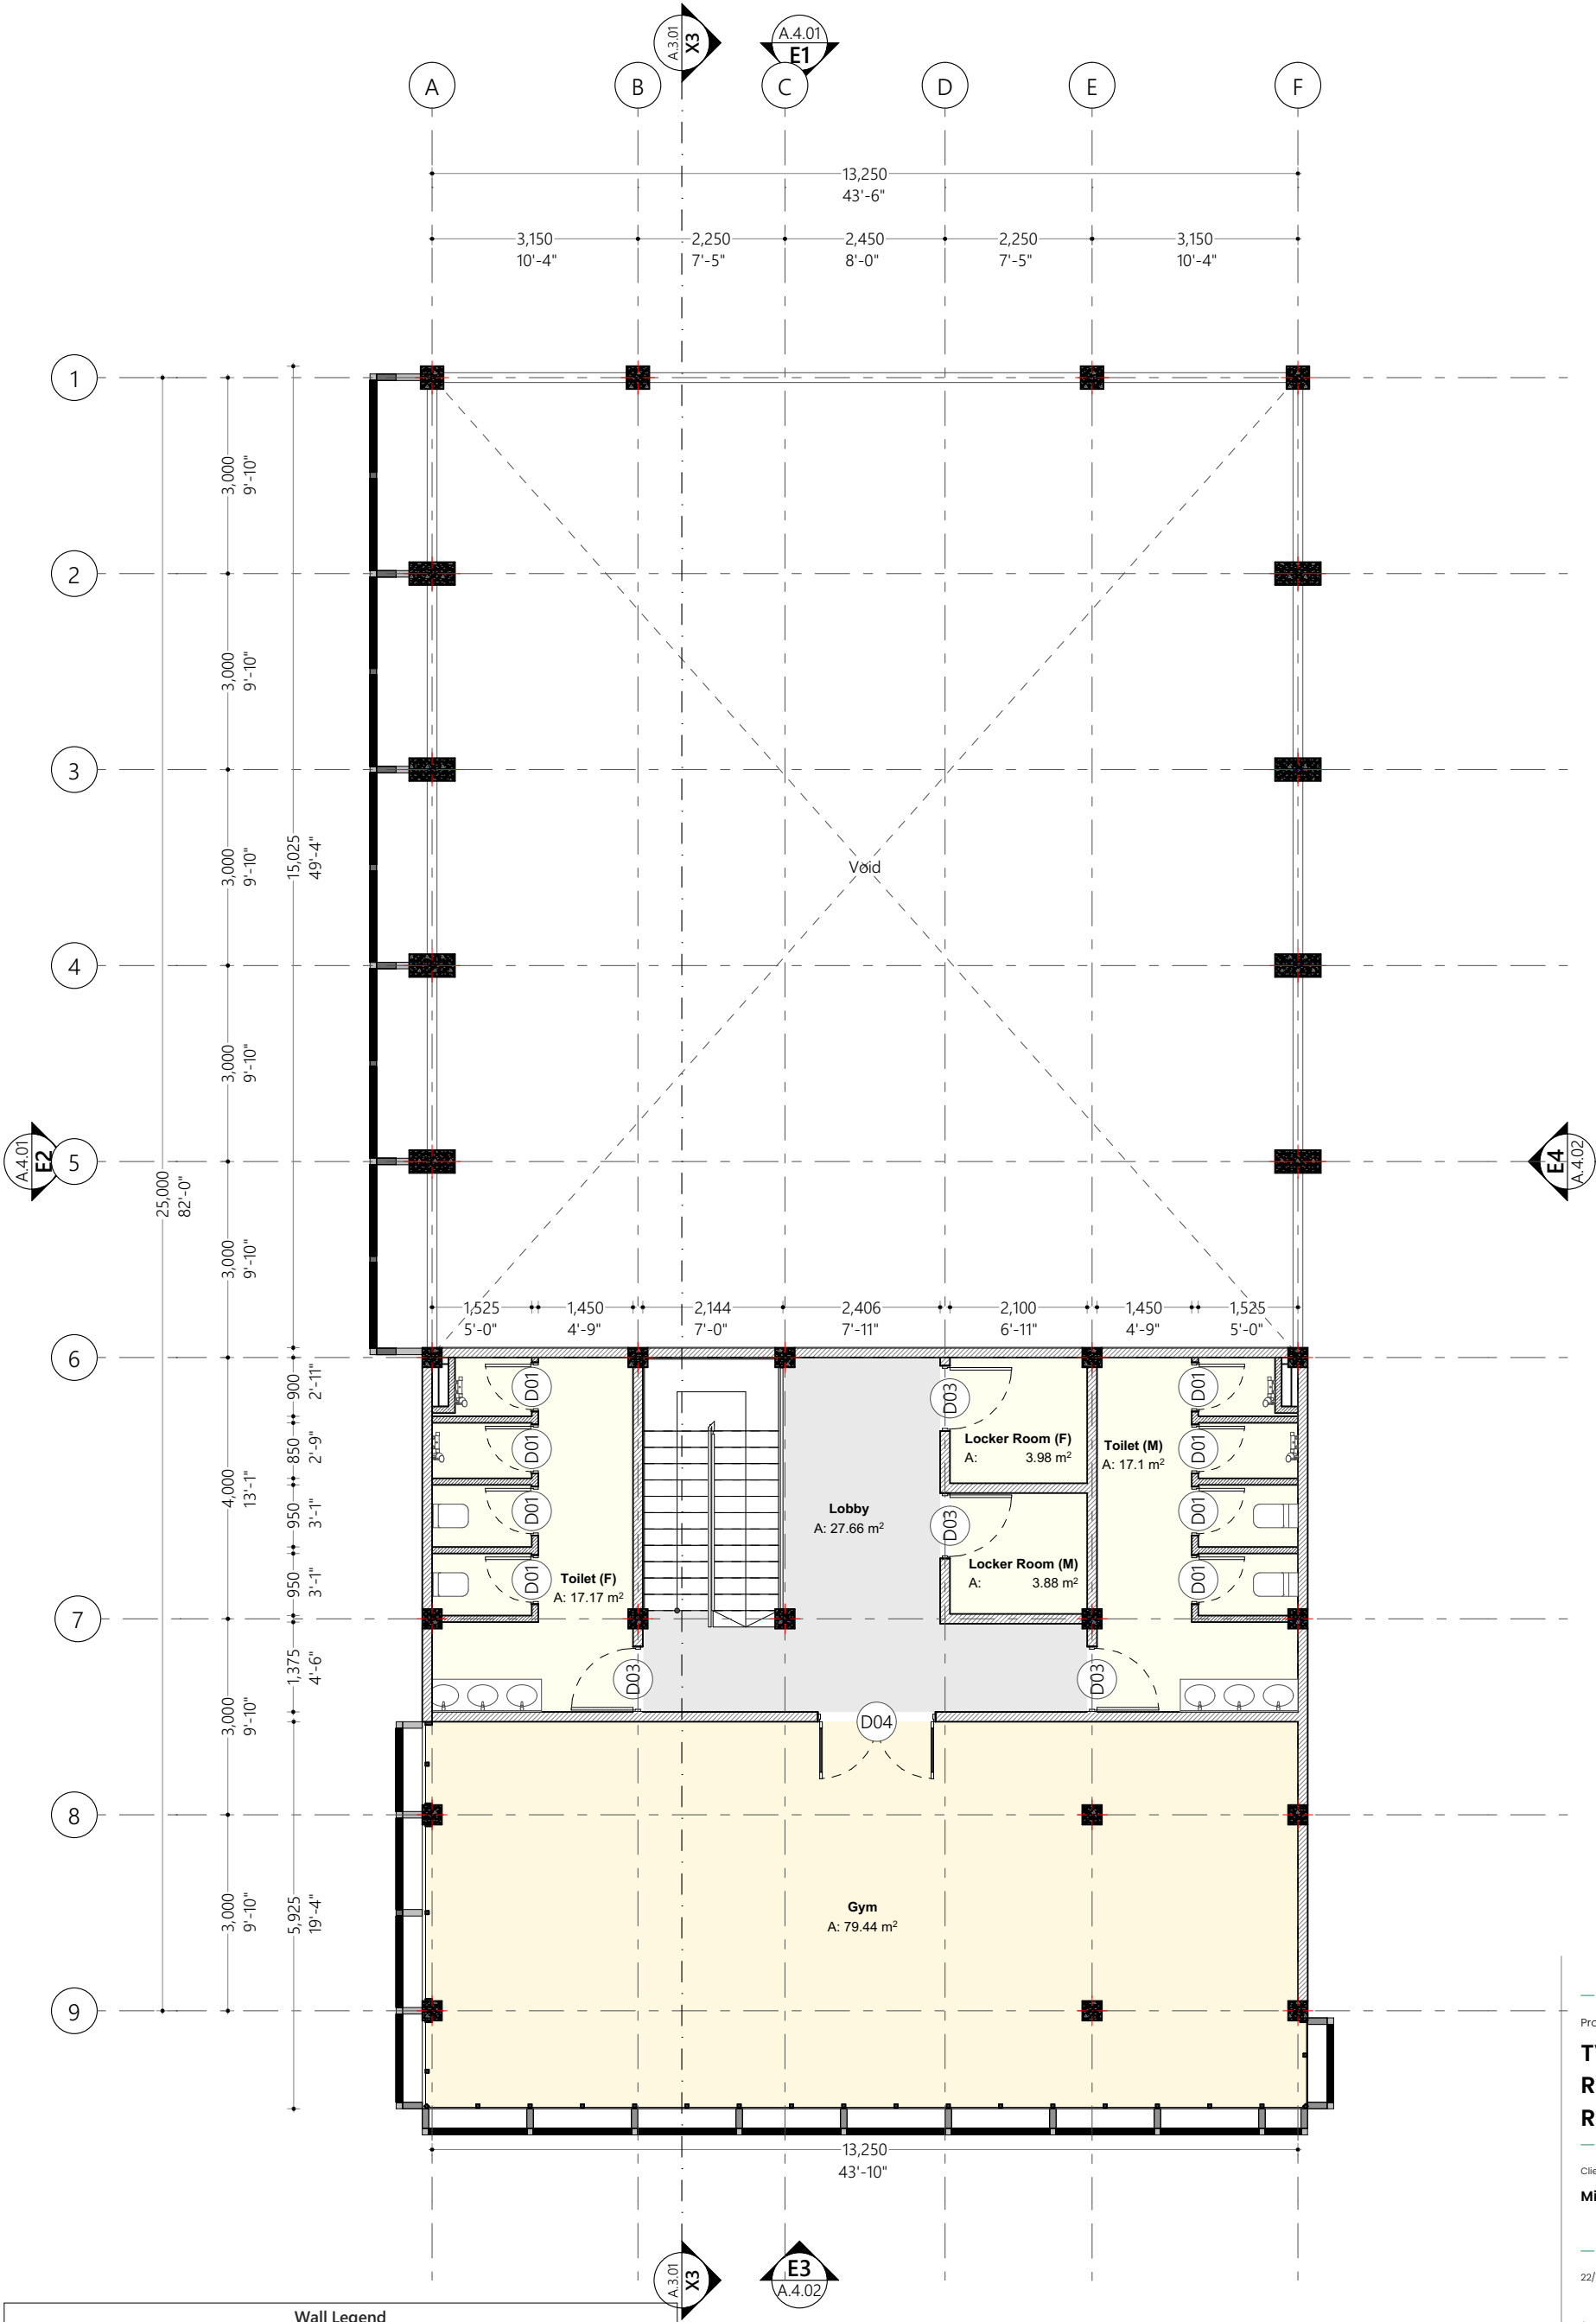 A.3.01
X3
A.4.01
E1
A
B
C
D
E
F
13,250
43'-6"
3,150
10'-4"
2,250
7'-5"
2,450
8'-0"
2,250
7'-5"
3,150
10'-4"
1
2
3
4
5
6
7
8
9
3,000
9'-10"
3,000
9'-10"
3,000
9'-10"
3,000
9'-10"
3,000
9'-10"
4,000
13'-1"
3,000
9'-10"
3,000
9'-10"
25,000
82'-0"
15,025
49'-4"
900
2'-11"
850
2'-9"
950
3'-1"
950
3'-1"
1,375
4'-6"
5,925
19'-4"
Void
A.4.01
E2
E4
A.4.02
1,525
5'-0"
1,450
4'-9"
2,144
7'-0"
2,406
7'-11"
2,100
6'-11"
1,450
4'-9"
1,525
5'-0"
D01
D01
D01
D01
D03
D03
D01
D01
D01
D01
Locker Room (F)
A: 3.98 m²
Toilet (M)
A: 17.1 m²
Lobby
A: 27.66 m²
Locker Room (M)
A: 3.88 m²
Toilet (F)
A: 17.17 m²
D03
D03
D04
Gym
A: 79.44 m²
13,250
43'-10"
A.3.01
X3
E3
A.4.02
Wall Legend
R
R
22/